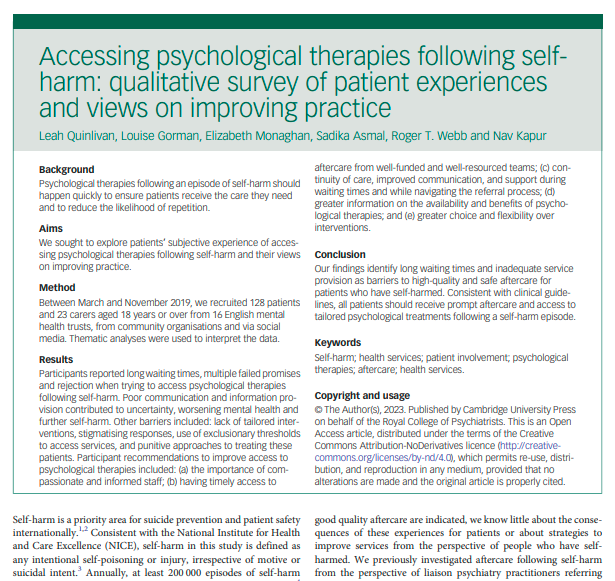 Accessing psychological therapies following self-
harm: qualitative survey of patient experiences
and views on improving practice
Leah Quinlivan, Louise Gorman, Elizabeth Monaghan, Sadika Asmal, Roger T. Webb and Nav Kapur
Background
Psychological therapies following an episode of self-harm should
happen quickly to ensure patients receive the care they need
and to reduce the likelihood of repetition.
Aims
We sought to explore patients' subjective experience of acces-
sing psychological therapies following self-harm and their views
on improving practice.
Method
Between March and November 2019, we recruited 128 patients
and 23 carers aged 18 years or over from 16 English mental
health trusts, from community organisations and via social
media. Thematic analyses were used to interpret the data.
Results
Participants reported long waiting times, multiple failed promises
and rejection when trying to access psychological therapies
following self-harm. Poor communication and information pro-
vision contributed to uncertainty, worsening mental health and
further self-harm. Other barriers included: lack of tailored inter-
ventions, stigmatising responses, use of exclusionary thresholds
to access services, and punitive approaches to treating these
patients. Participant recommendations to improve access to
psychological therapies included: (a) the importance of com-
passionate and informed staff; (b) having timely access to
aftercare from well-funded and well-resourced teams; (c) con-
tinuity of care, improved communication, and support during
waiting times and while navigating the referral process; (d)
greater information on the availability and benefits of psycho-
logical therapies; and (e) greater choice and flexibility over
interventions.
Conclusion
Our findings identify long waiting times and inadequate service
provision as barriers to high-quality and safe aftercare for
patients who have self-harmed. Consistent with clinical guide-
lines, all patients should receive prompt aftercare and access to
tailored psychological treatments following a self-harm episode.
Keywords
Self-harm; health services; patient involvement; psychological
therapies; aftercare; health services.
Copyright and usage
© The Author(s), 2023. Published by Cambridge University Press
on behalf of the Royal College of Psychiatrists. This is an Open
Access article, distributed under the terms of the Creative
Commons Attribution-NoDerivatives licence (http://creative-
commons.org/licenses/by-nd/4.0), which permits re-use, distri-
bution, and reproduction in any medium, provided that no
alterations are made and the original article is properly cited.
Self-harm is a priority area for suicide prevention and patient safety
internationally.1,2 Consistent with the National Institute for Health
and Care Excellence (NICE), self-harm in this study is defined as
any intentional self-poisoning or injury, irrespective of motive or
suicidal intent.3 Annually, at least 200 000 episodes of self-harm
good quality aftercare are indicated, we know little about the conse-
quences of these experiences for patients or about strategies to
improve services from the perspective of people who have self-
harmed. We previously investigated aftercare following self-harm
from the perspective of liaison psychiatry practitioners referring